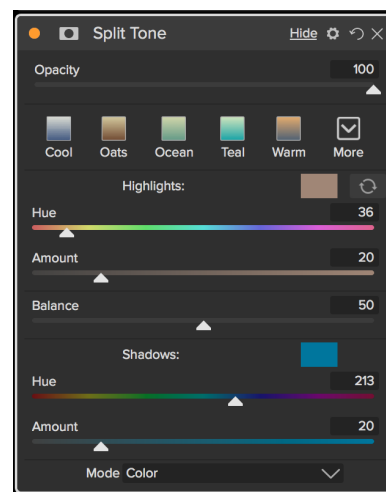 Split Tone Hide
Opacity 100
Cool Oats Ocean Teal Warm More
Highlights:
Hue 36
Amount 20
Balance 50
Shadows:
Hue 213
Amount 20
Mode Color